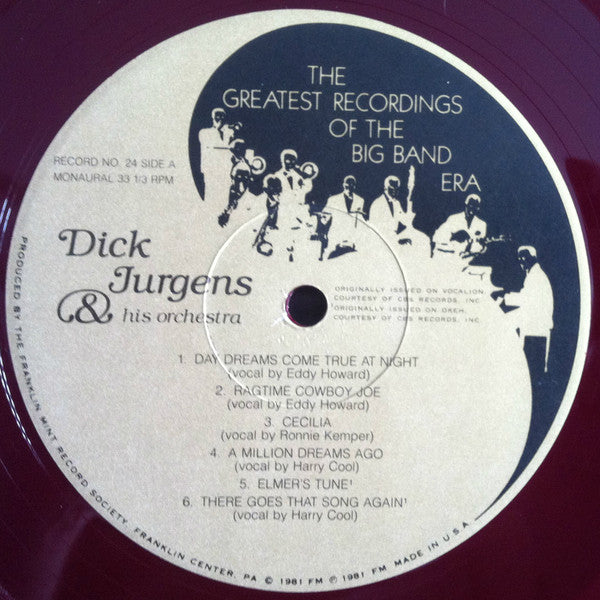 THE
GREATEST RECORDINGS
OF THE
BIG BAND
ERA
RECORD NO. 24 SIDE A
MONAURAL 33 1/3 RPM
Dick
Jurgens
& his orchestra
ORIGINALLY ISSUED ON VOCALION.
COURTESY OF CBS RECORDS, INC.
¹ORIGINALLY ISSUED ON OKEH.
COURTESY OF CBS RECORDS, INC.
1. DAY DREAMS COME TRUE AT NIGHT
(vocal by Eddy Howard)
2. RAGTIME COWBOY JOE
(vocal by Eddy Howard)
3. CECILIA
(vocal by Ronnie Kemper)
4. A MILLION DREAMS AGO
(vocal by Harry Cool)
5. ELMER'S TUNE¹
6. THERE GOES THAT SONG AGAIN¹
(vocal by Harry Cool)
PRODUCED BY THE FRANKLIN MINT RECORD SOCIETY, FRANKLIN CENTER, PA © 1981 FM ℗ 1981 FM MADE IN U.S.A.